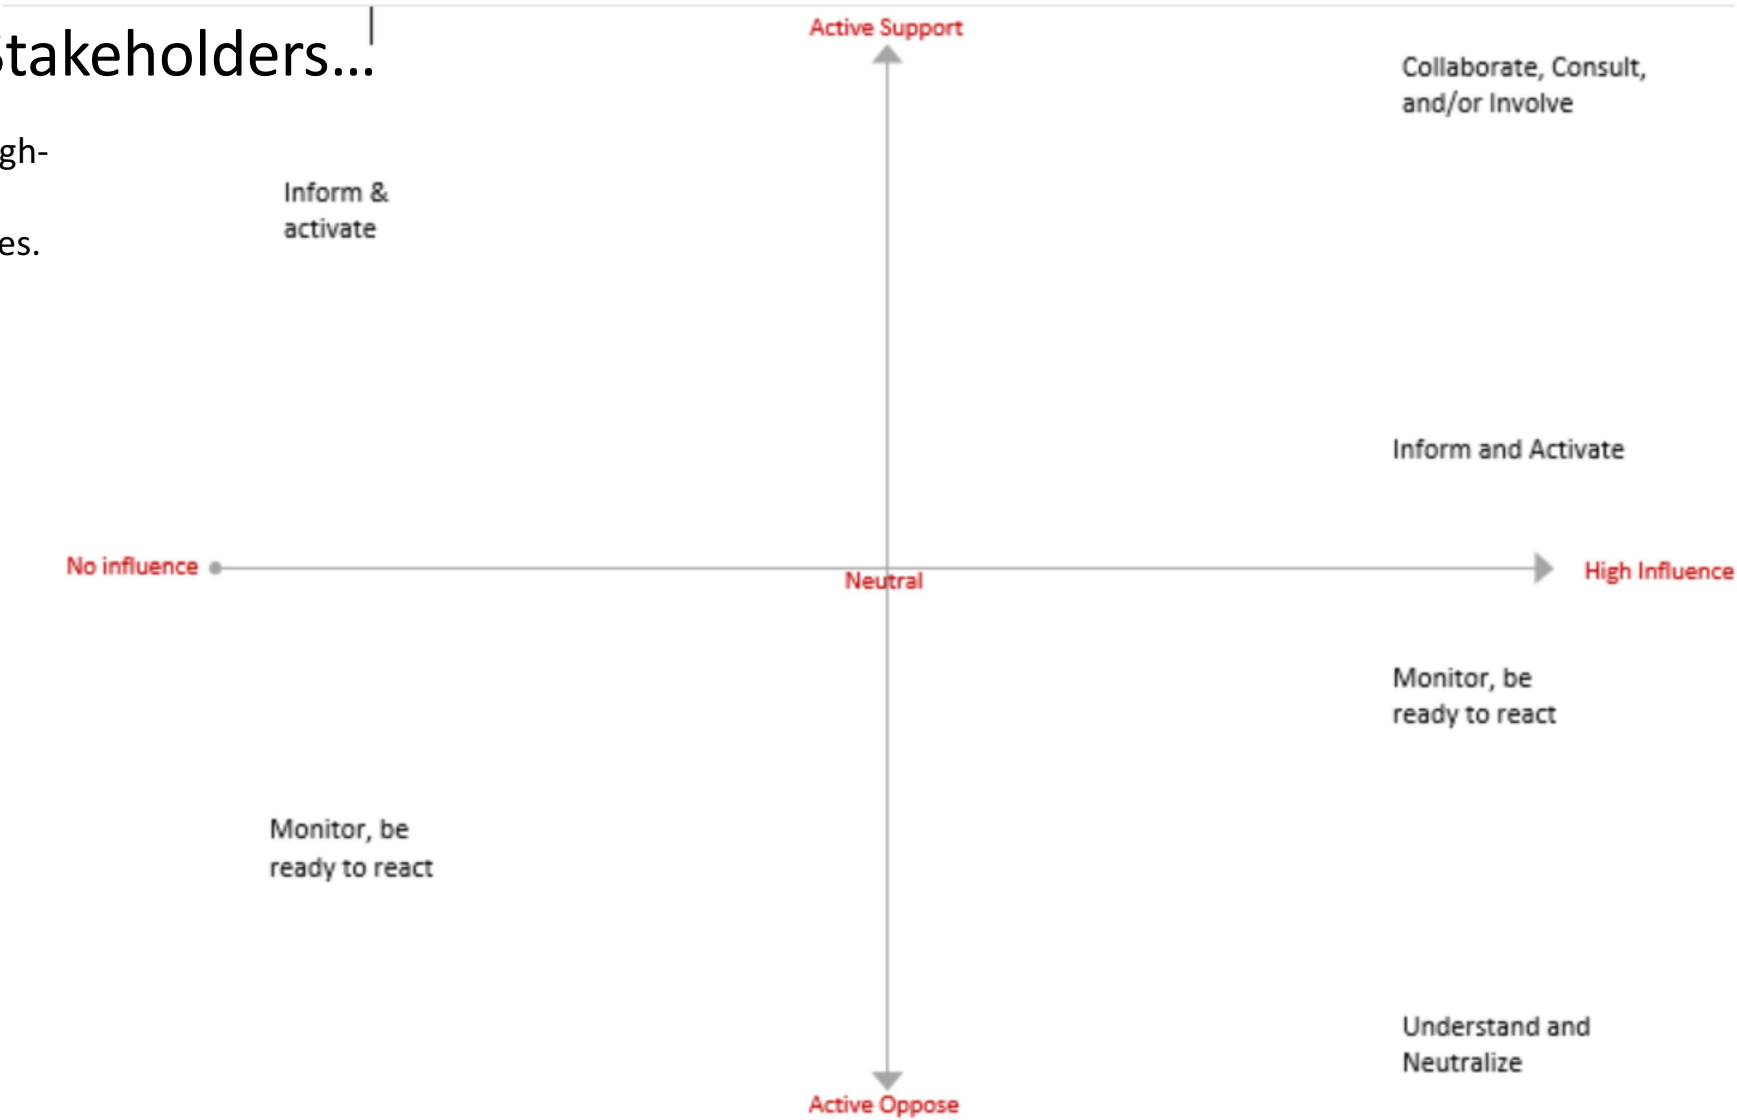 Stakeholders...
gh-
es.
Active Support
Collaborate, Consult,
and/or Involve
Inform &
activate
Inform and Activate
No influence
Neutral
High Influence
Monitor, be
ready to react
Monitor, be
ready to react
Understand and
Neutralize
Active Oppose